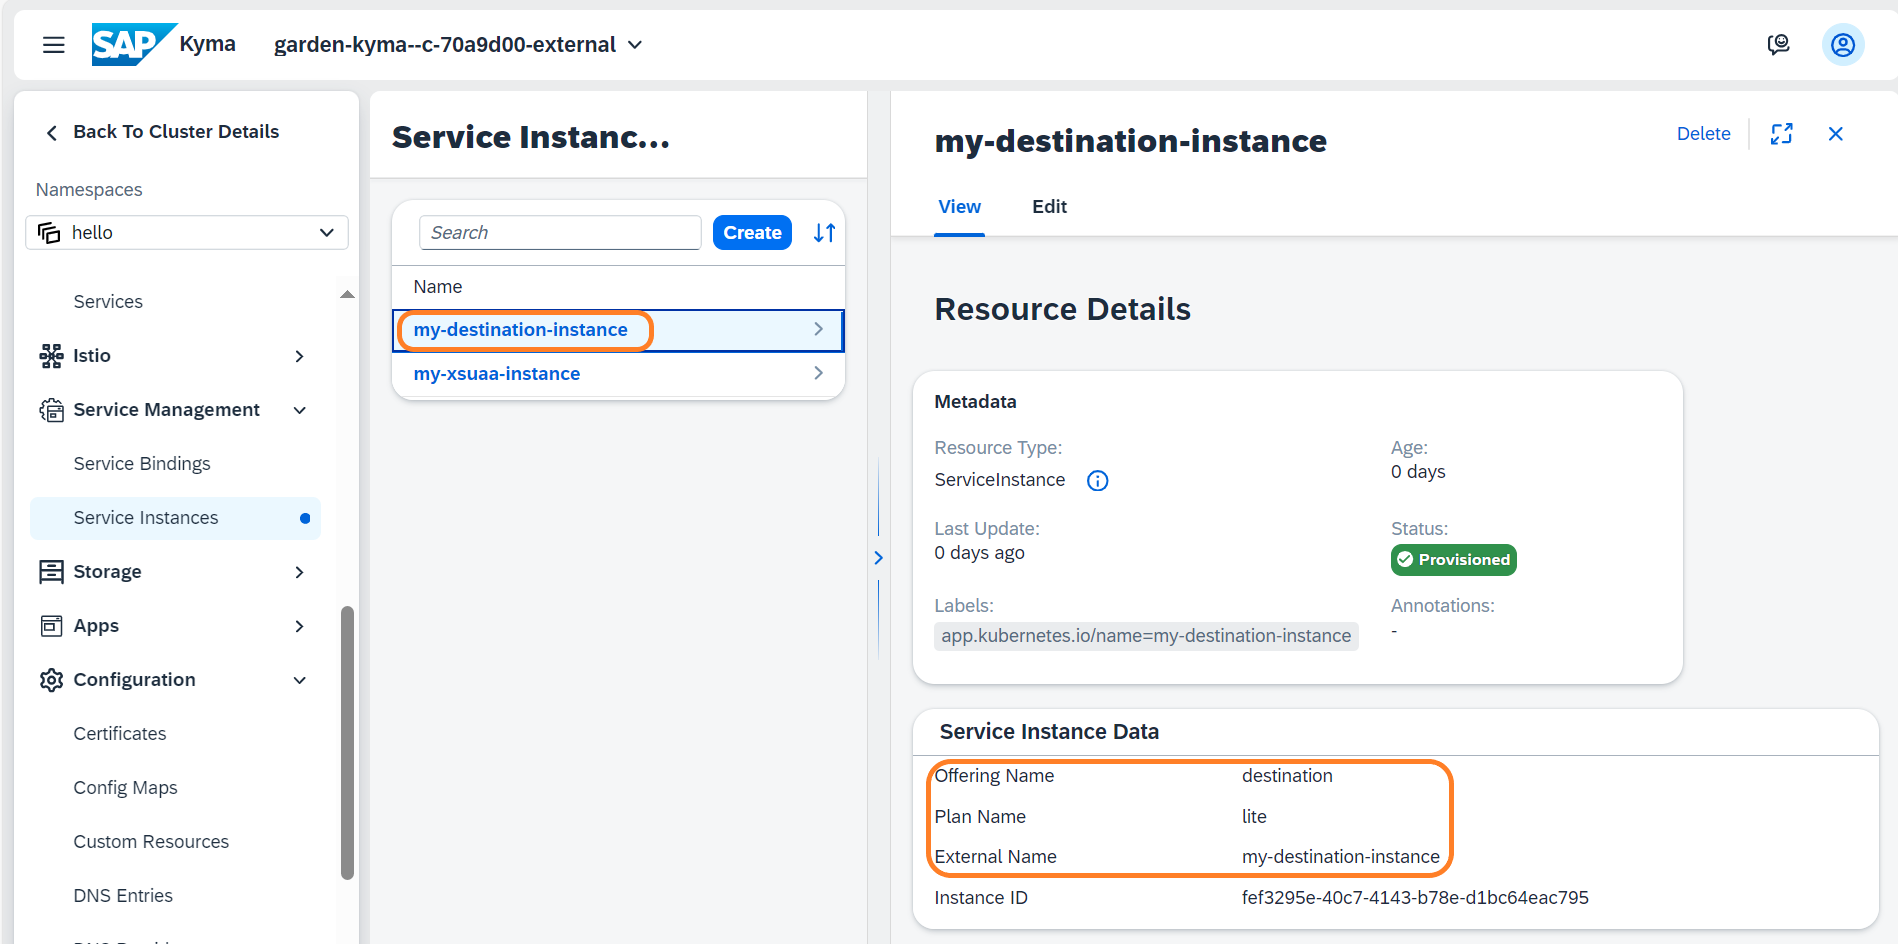 SAP Kyma garden-kyma--c-70a9d00-external
Back To Cluster Details
Namespaces
hello
Services
Istio
Service Management
Service Bindings
Service Instances
Storage
Apps
Configuration
Certificates
Config Maps
Custom Resources
DNS Entries
Service Instanc...
Search Create
Name
my-destination-instance
my-xsuaa-instance
my-destination-instance
Delete
View Edit
Resource Details
Metadata
Resource Type:
ServiceInstance
Age:
0 days
Last Update:
0 days ago
Status:
Provisioned
Labels:
app.kubernetes.io/name=my-destination-instance
Annotations:
-
Service Instance Data
Offering Name destination
Plan Name lite
External Name my-destination-instance
Instance ID fef3295e-40c7-4143-b78e-d1bc64eac795